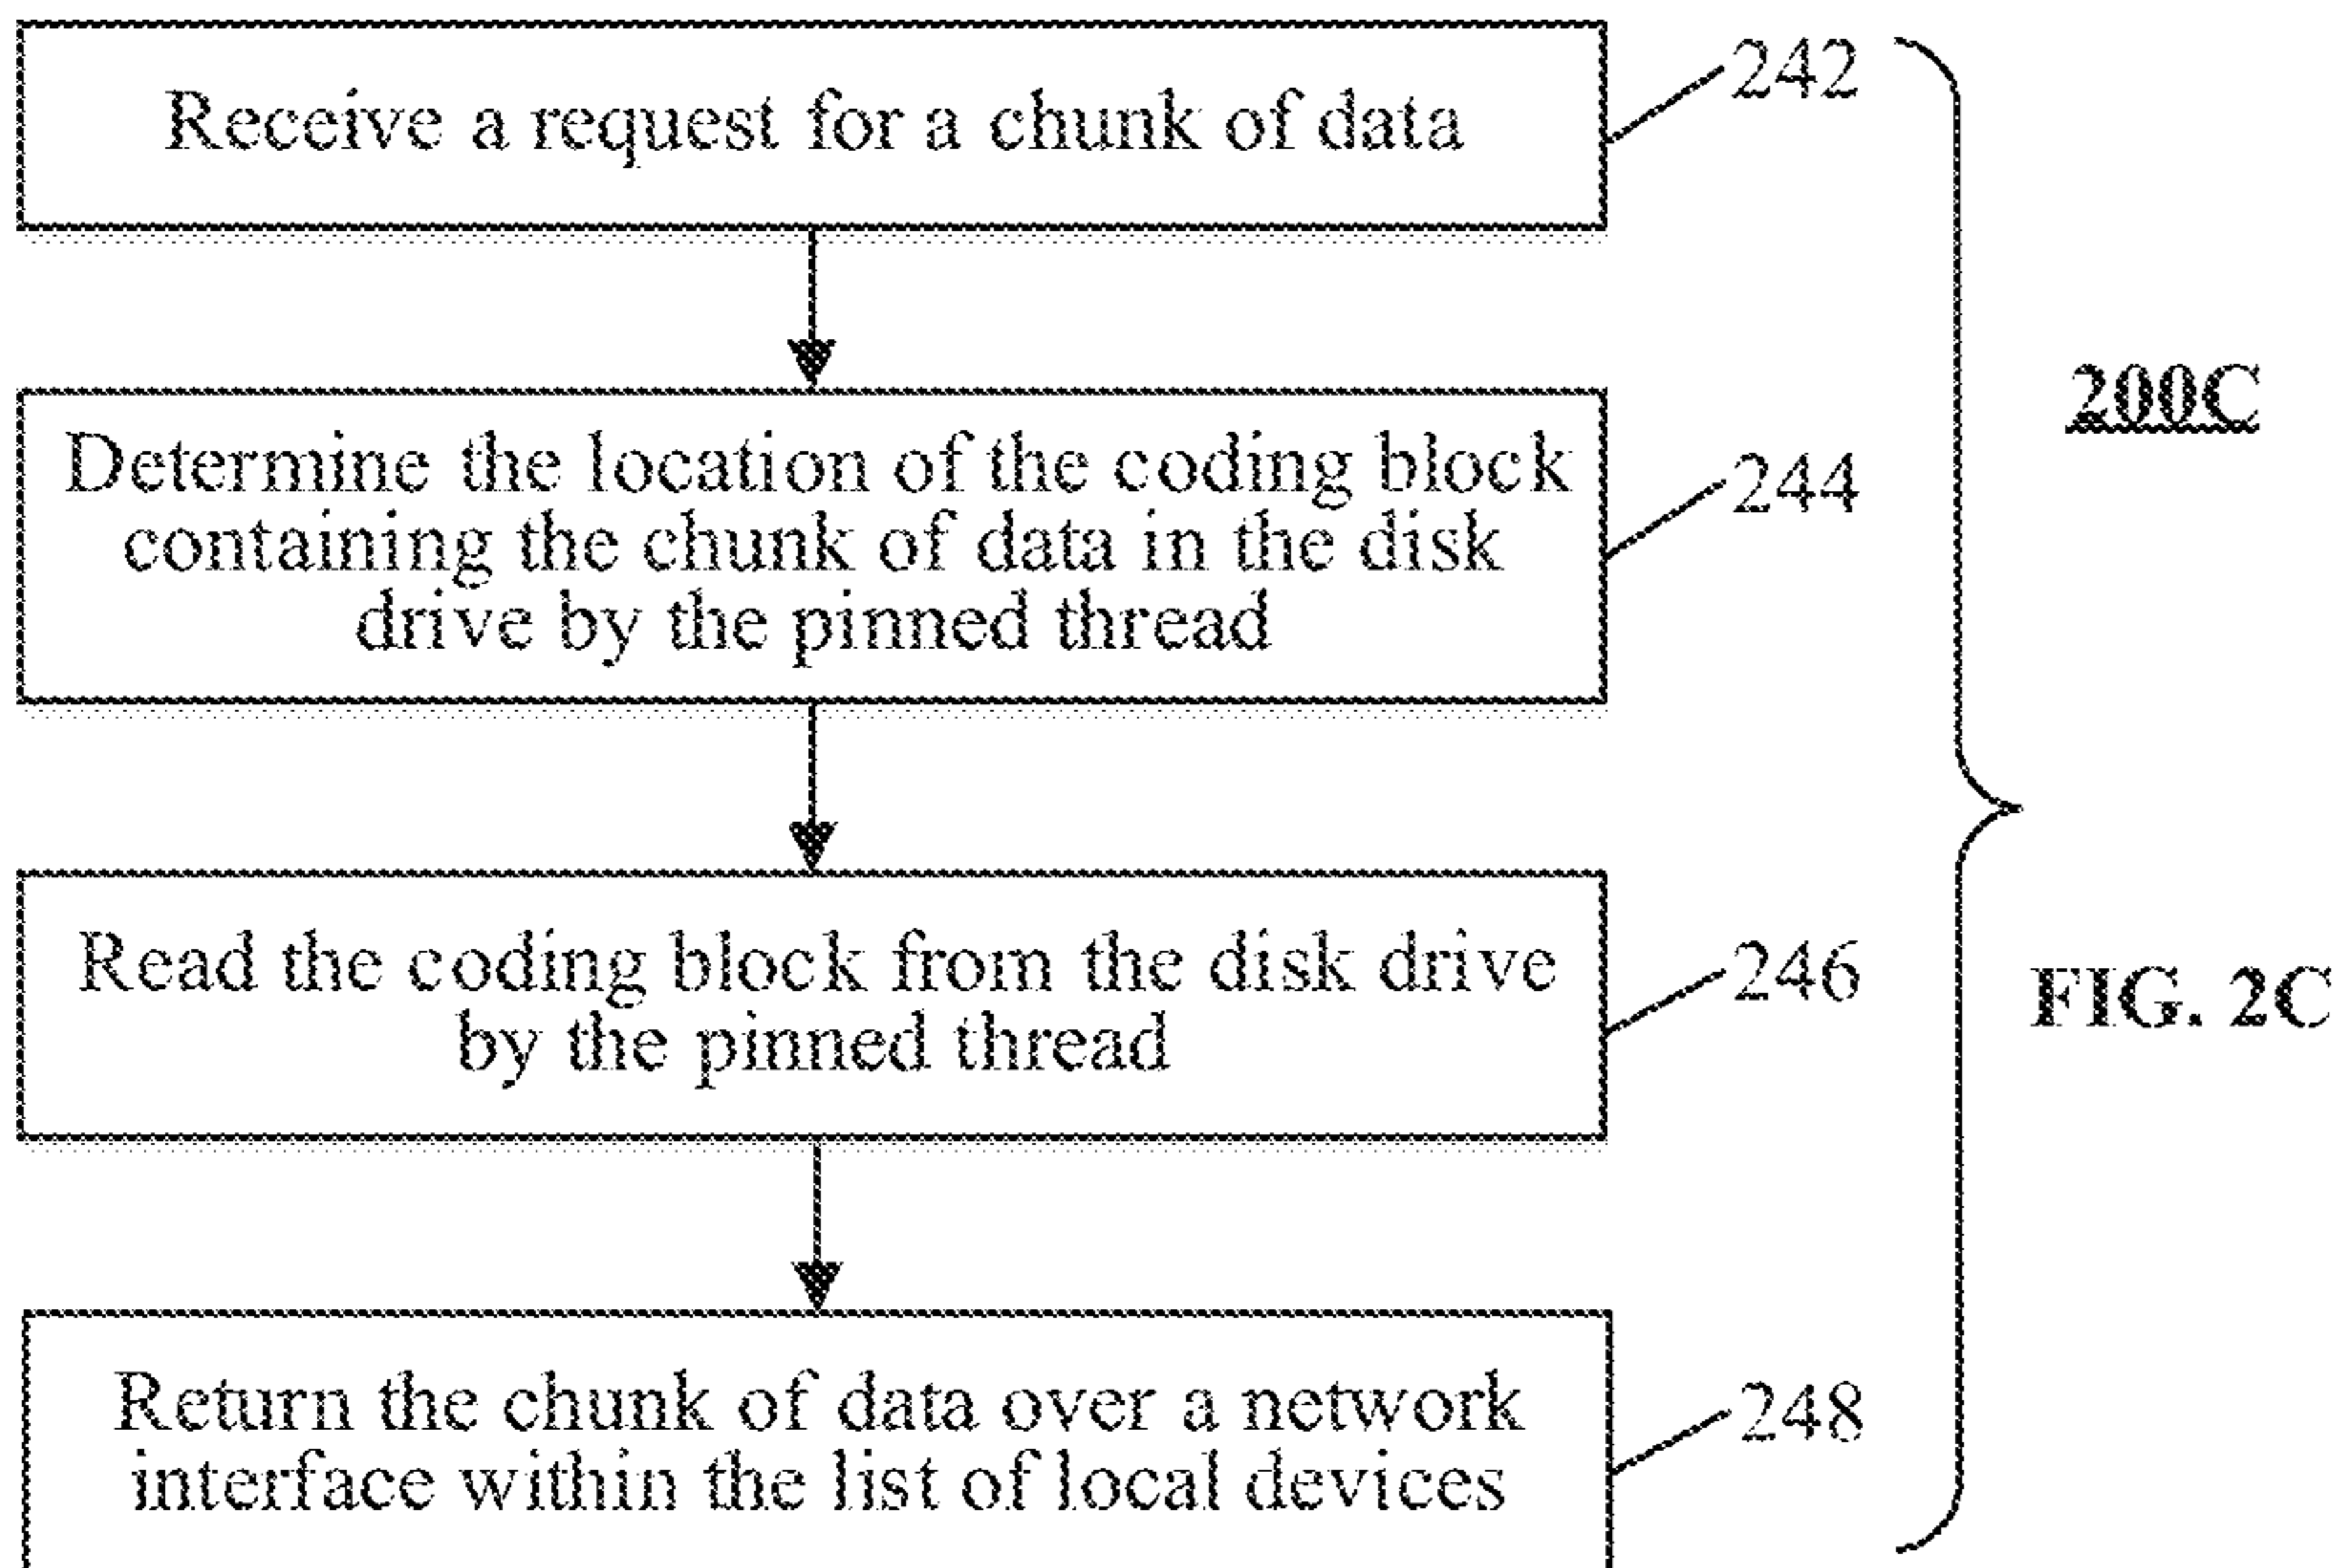 Receive a request for a chunk of data
242
200C
Determine the location of the coding block
containing the chunk of data in the disk
drive by the pinned thread
244
Read the coding block from the disk drive
by the pinned thread
246
FIG. 2C
Return the chunk of data over a network
interface within the list of local devices
248